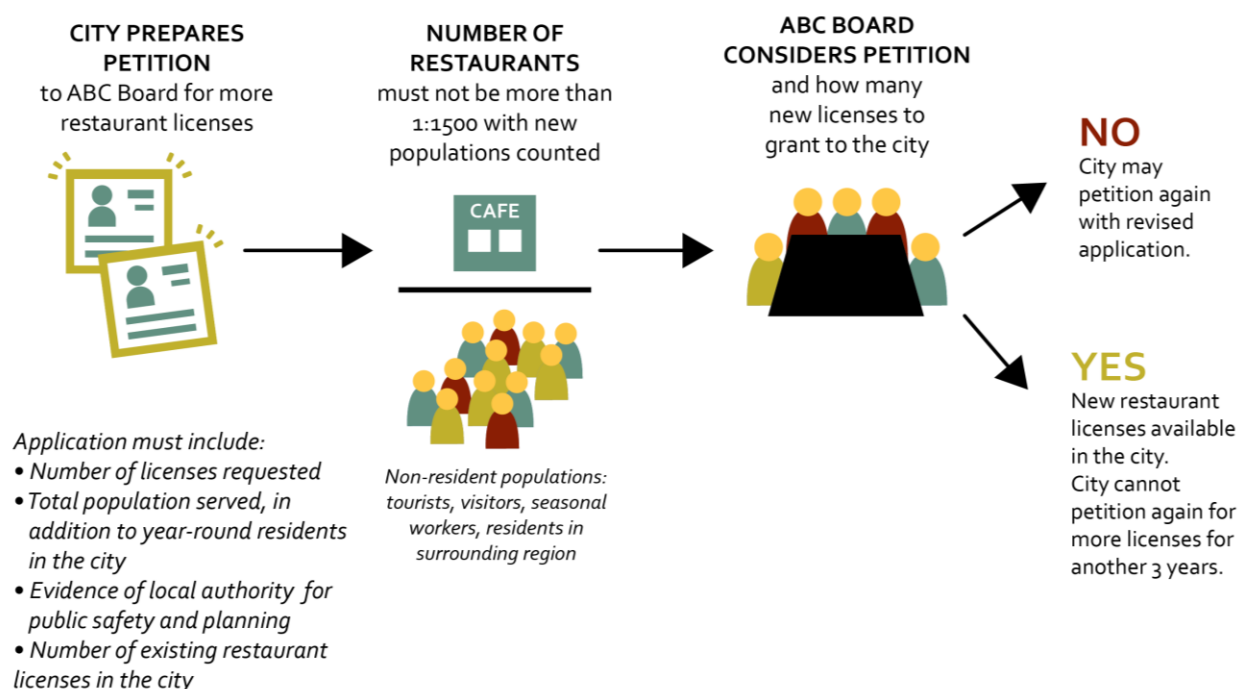 CITY PREPARES
PETITION
to ABC Board for more
restaurant licenses
Application must include:
• Number of licenses requested
• Total population served, in
addition to year-round residents
in the city
• Evidence of local authority for
public safety and planning
• Number of existing restaurant
licenses in the city
NUMBER OF
RESTAURANTS
must not be more than
1:1500 with new
populations counted
CAFE
Non-resident populations:
tourists, visitors, seasonal
workers, residents in
surrounding region
ABC BOARD
CONSIDERS PETITION
and how many
new licenses to
grant to the city
NO
City may
petition again
with revised
application.
YES
New restaurant
licenses available
in the city.
City cannot
petition again for
more licenses for
another 3 years.